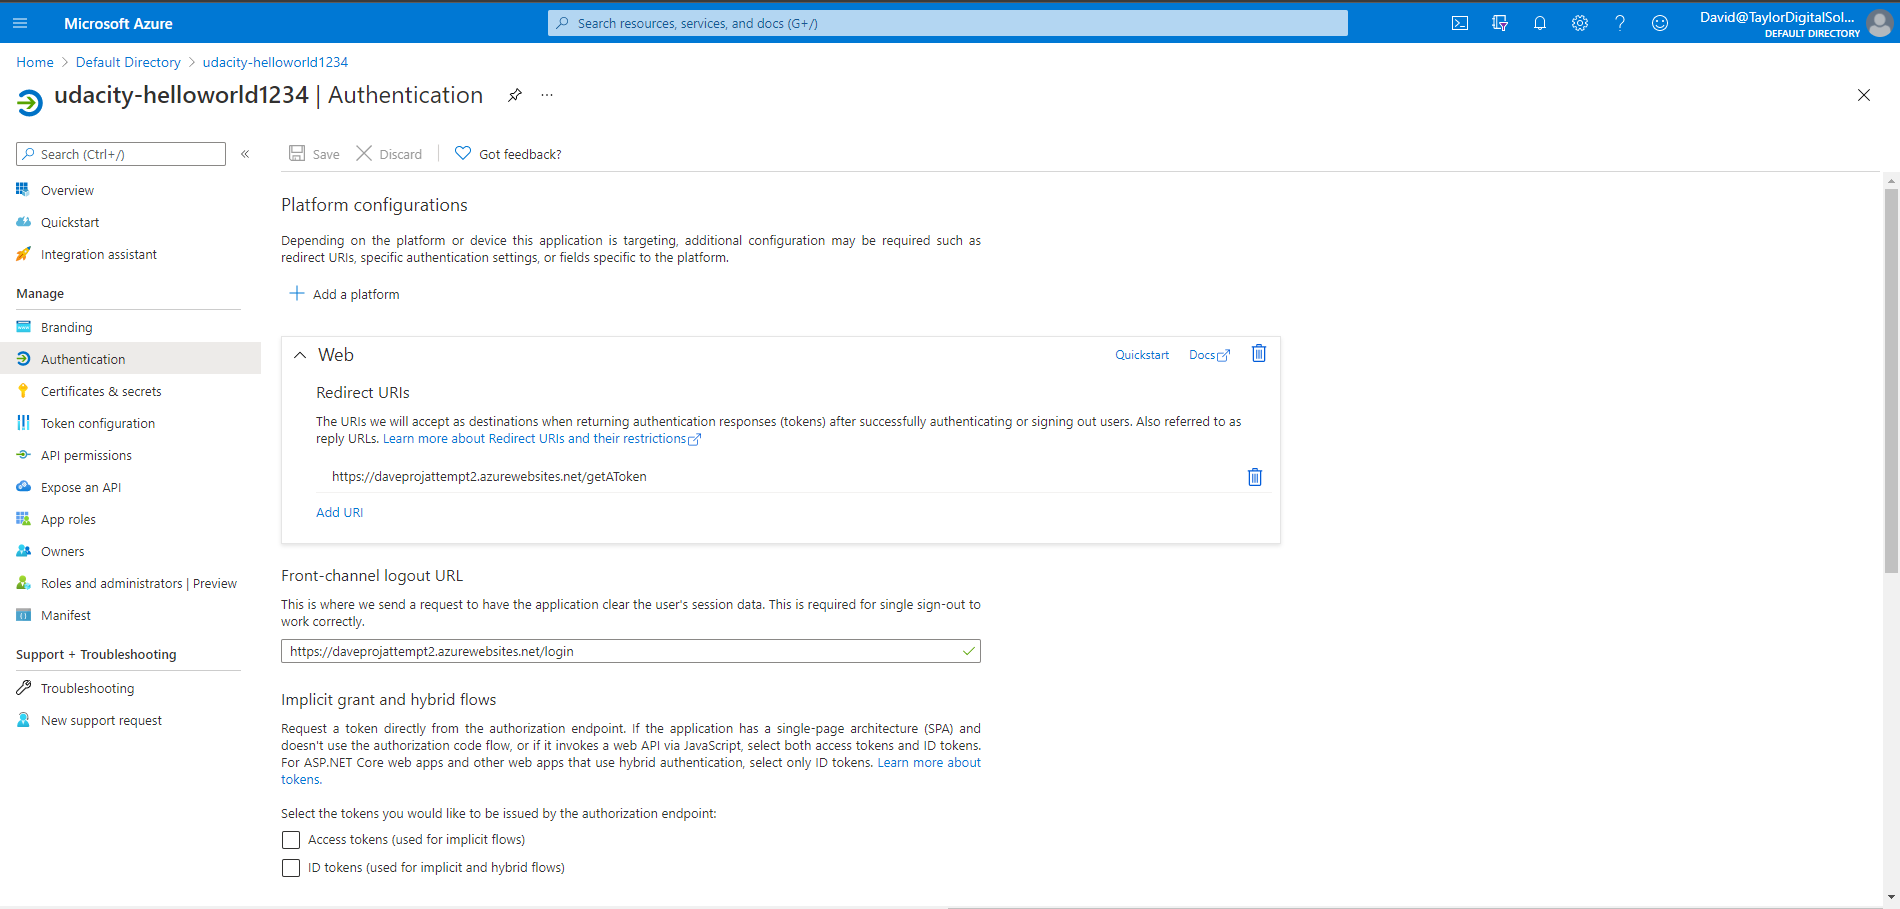 Microsoft Azure
Search resources, services, and docs (G+/)
David@TaylorDigitalSol...
DEFAULT DIRECTORY
Home > Default Directory > udacity-helloworld1234
udacity-helloworld1234 | Authentication
Search (Ctrl+/)
«
Save
Discard
Got feedback?
Overview
Quickstart
Integration assistant
Manage
Branding
Authentication
Certificates & secrets
Token configuration
API permissions
Expose an API
App roles
Owners
Roles and administrators | Preview
Manifest
Support + Troubleshooting
Troubleshooting
New support request
Platform configurations
Depending on the platform or device this application is targeting, additional configuration may be required such as
redirect URIs, specific authentication settings, or fields specific to the platform.
Add a platform
Web
Quickstart
Docs
Redirect URIs
The URIs we will accept as destinations when returning authentication responses (tokens) after successfully authenticating or signing out users. Also referred to as
reply URLs. Learn more about Redirect URIs and their restrictions
https://daveprojattempt2.azurewebsites.net/getAToken
Add URI
Front-channel logout URL
This is where we send a request to have the application clear the user's session data. This is required for single sign-out to
work correctly.
https://daveprojattempt2.azurewebsites.net/login
Implicit grant and hybrid flows
Request a token directly from the authorization endpoint. If the application has a single-page architecture (SPA) and
doesn't use the authorization code flow, or if it invokes a web API via JavaScript, select both access tokens and ID tokens.
For ASP.NET Core web apps and other web apps that use hybrid authentication, select only ID tokens. Learn more about
tokens.
Select the tokens you would like to be issued by the authorization endpoint:
Access tokens (used for implicit flows)
ID tokens (used for implicit and hybrid flows)